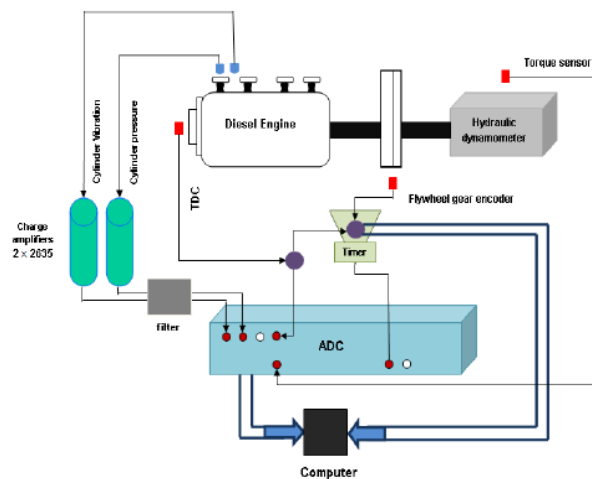 Torque sensor
Diesel Engine
Hydraulic
dynamometer
Cylinder Vibration
Cylinder pressure
TDC
Flywheel gear encoder
Charge
amplifiers
2 × 2635
Timer
filter
ADC
Computer